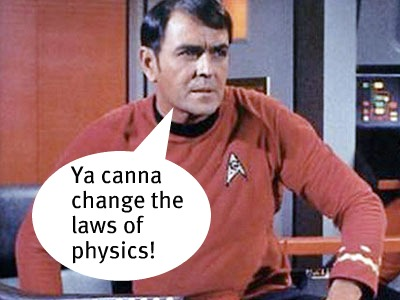 Ya canna
change the
laws of
physics!